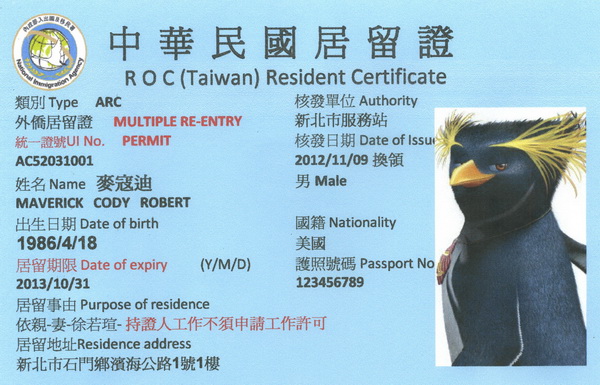 內政部入出國及移民署
National Immigration Agency
中華民國居留證
ROC (Taiwan) Resident Certificate
類別 Type ARC
核發單位 Authority
外僑居留證 MULTIPLE RE-ENTRY
新北市服務站
統一證號UI No. PERMIT
核發日期 Date of Issu
AC52031001
2012/11/09 換領
姓名 Name 麥寇迪
男 Male
MAVERICK CODY ROBERT
出生日期 Date of birth
國籍 Nationality
1986/4/18
美國
居留期限 Date of expiry (Y/M/D)
護照號碼 Passport No
2013/10/31
123456789
居留事由 Purpose of residence
依親-妻-徐若瑄- 持證人工作不須申請工作許可
居留地址Residence address
新北市石門鄉濱海公路1號1樓